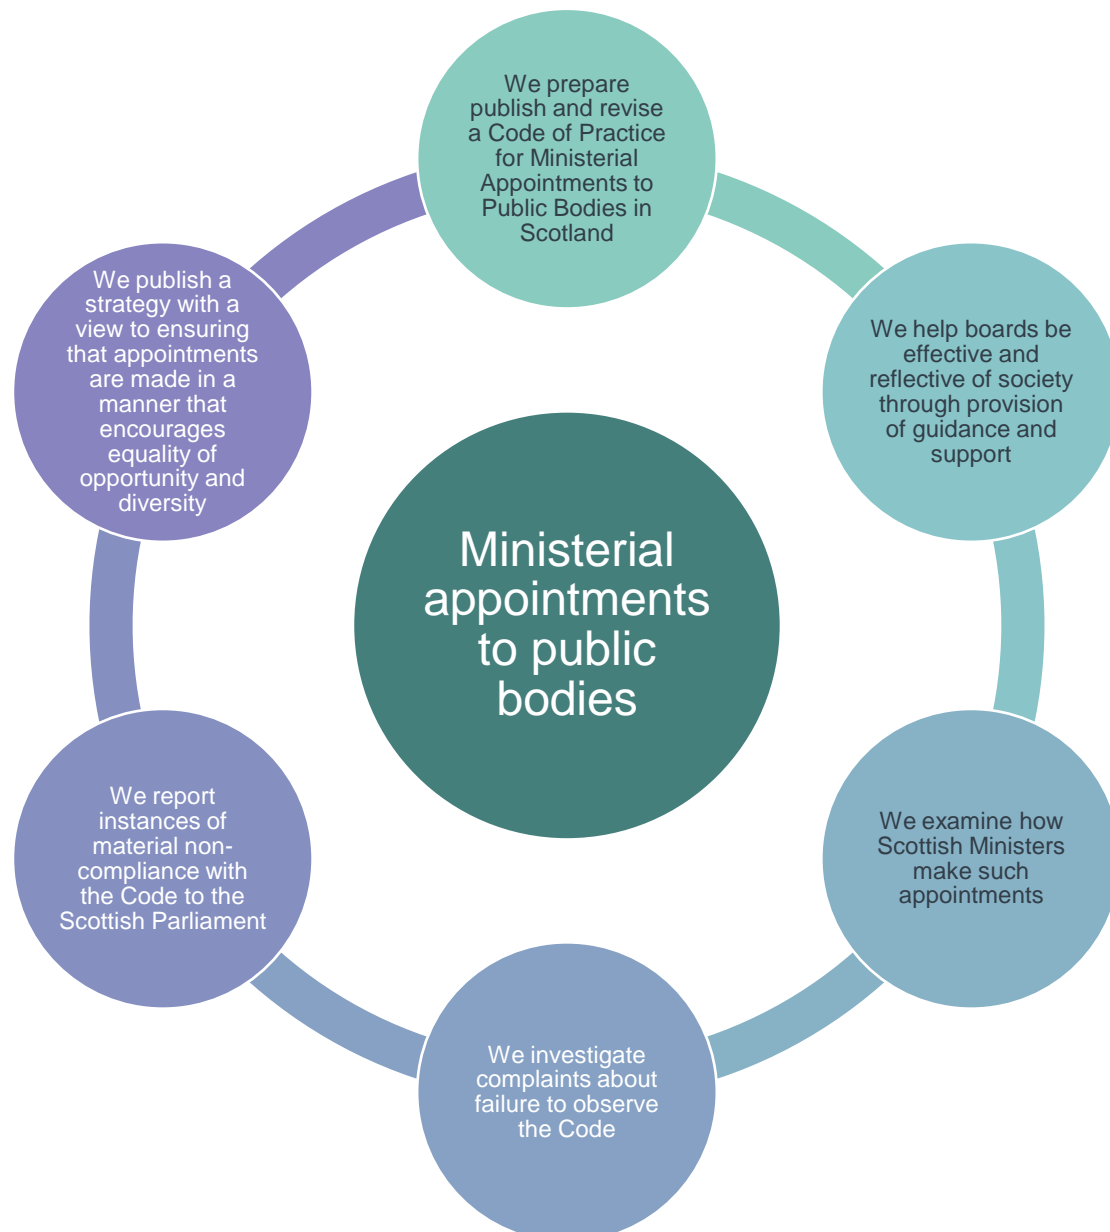 We prepare
publish and revise
a Code of Practice
for Ministerial
Appointments to
Public Bodies in
Scotland
We help boards be
effective and
reflective of society
through provision
of guidance and
support
We examine how
Scottish Ministers
make such
appointments
We investigate
complaints about
failure to observe
the Code
We report
instances of
material non-
compliance with
the Code to the
Scottish Parliament
We publish a
strategy with a
view to ensuring
that appointments
are made in a
manner that
encourages
equality of
opportunity and
diversity
Ministerial
appointments
to public
bodies